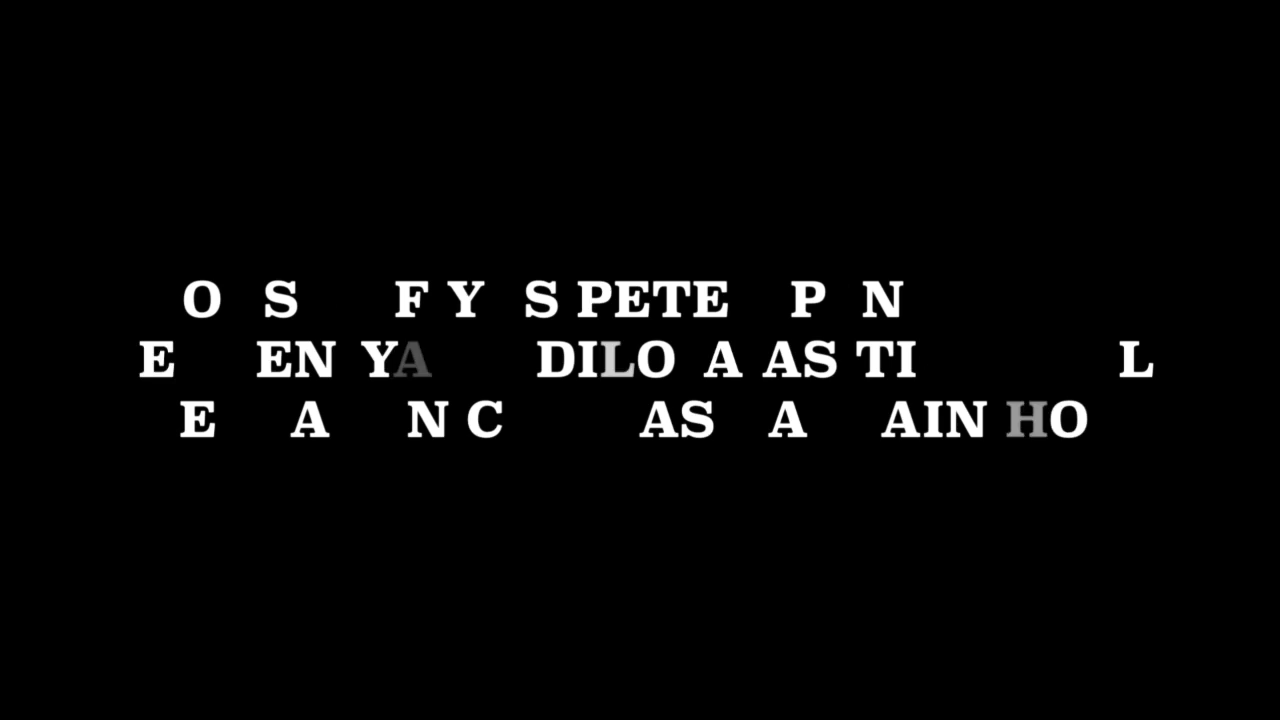 O S F Y S PETE P N
E EN YA DILO A AS TI L
E A N C AS A AIN HO